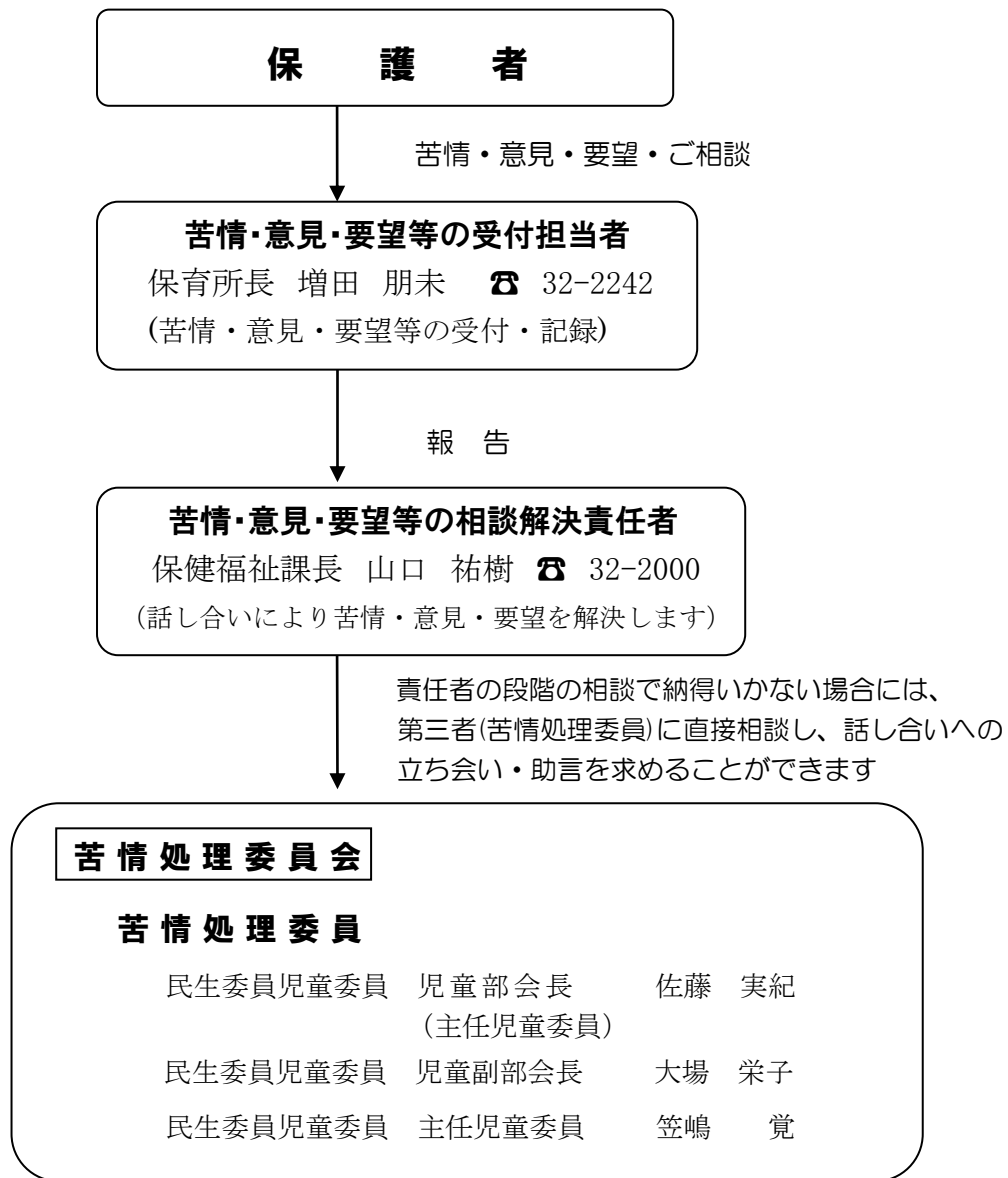 保護者
苦情・意見・要望・ご相談
苦情・意見・要望等の受付担当者
保育所長 増田 朋未 ☎ 32-2242
(苦情・意見・要望等の受付・記録)
報 告
苦情・意見・要望等の相談解決責任者
保健福祉課長 山口 祐樹 ☎ 32-2000
(話し合いにより苦情・意見・要望を解決します)
責任者の段階の相談で納得いかない場合には、
第三者(苦情処理委員)に直接相談し、話し合いへの
立ち会い・助言を求めることができます
苦情処理委員会
苦情処理委員
民生委員児童委員 児童部会長 佐藤 実紀
(主任児童委員)
民生委員児童委員 児童副部会長 大場 栄子
民生委員児童委員 主任児童委員 笠嶋 覚